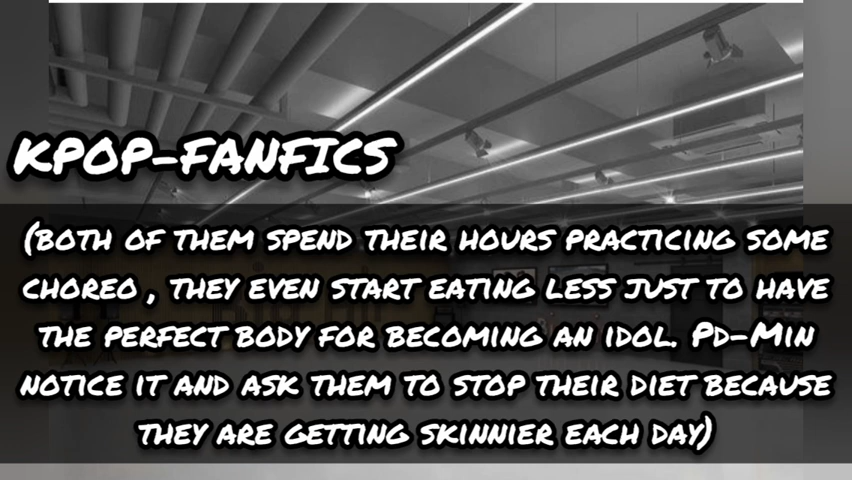 KPOP-FANFICS
(BOTH OF THEM SPEND THEIR HOURS PRACTICING SOME
CHOREO , THEY EVEN START EATING LESS JUST TO HAVE
THE PERFECT BODY FOR BECOMING AN IDOL. PD-MIN
NOTICE IT AND ASK THEM TO STOP THEIR DIET BECAUSE
THEY ARE GETTING SKINNIER EACH DAY)